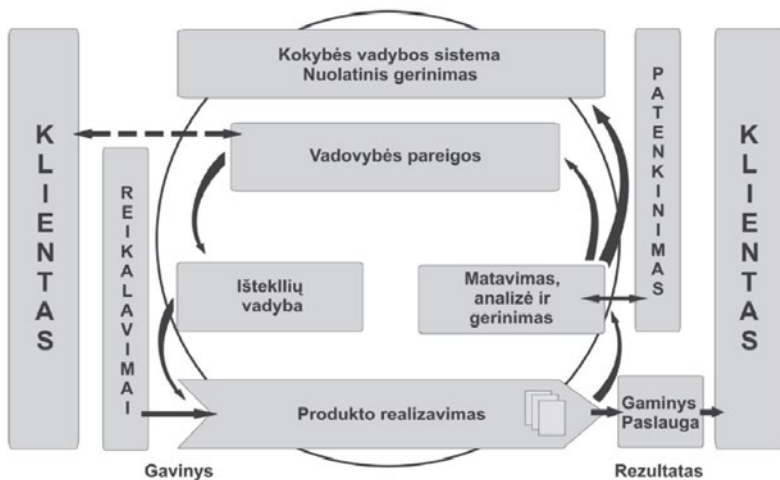 Kokybės vadybos sistema
Nuolatinis gerinimas
KLIENTAS
REIKALAVIMAI
Vadovybės pareigos
PATENKINIMAS
KLIENTAS
Ištekllių
vadyba
Matavimas,
analizė ir
gerinimas
Produkto realizavimas
Gaminys
Paslauga
Gavinys
Rezultatas